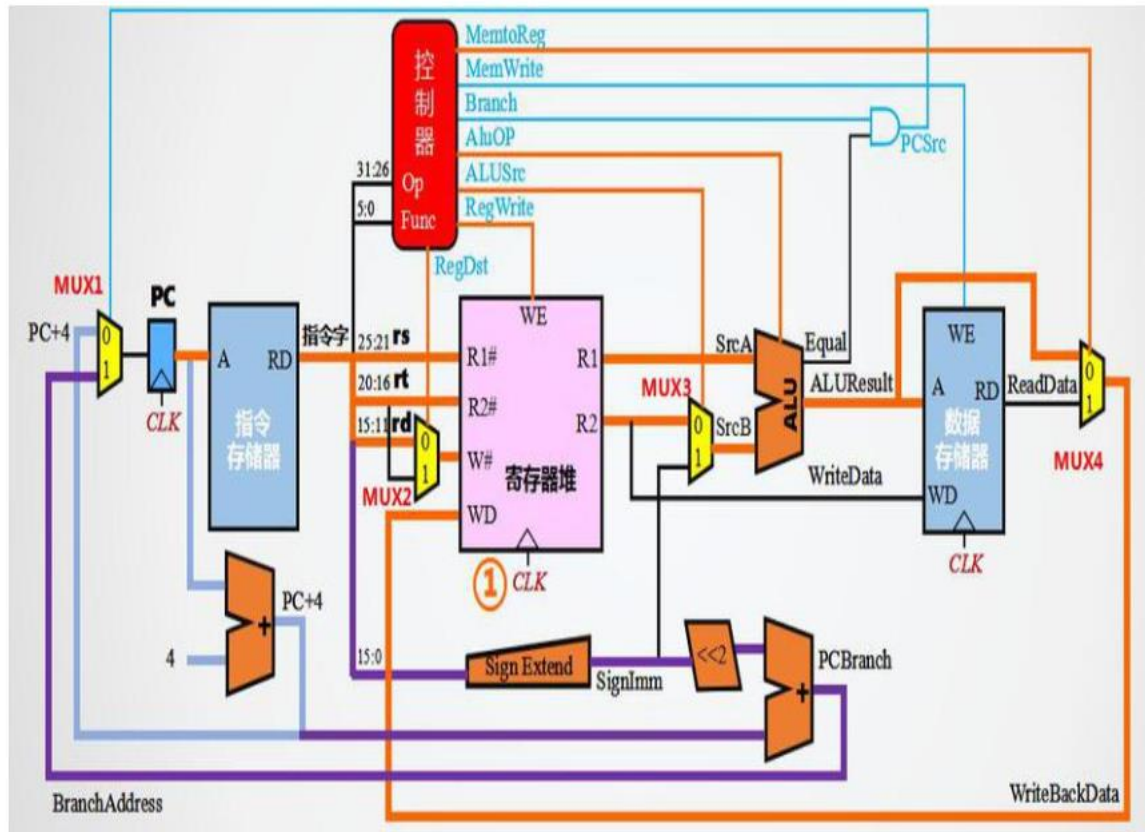 MemtoReg
MemWrite
Branch
AluOP
ALUSrc
RegWrite
控制器
Op
Func
31:26
5:0
RegDst
PCSrc
MUX1
PC
PC+4
0
1
CLK
A
RD
指令
存储器
指令字
25:21 rs
20:16 rt
15:11 rd
0
1
MUX2
WE
R1#
R2#
W#
WD
R1
R2
寄存器堆
①
CLK
MUX3
0
1
SrcA
SrcB
ALU
Equal
ALUResult
WriteData
WE
A
RD
数据
存储器
WD
CLK
ReadData
0
1
MUX4
4
+
PC+4
15:0
Sign Extend
SignImm
<<2
+
PCBranch
BranchAddress
WriteBackData